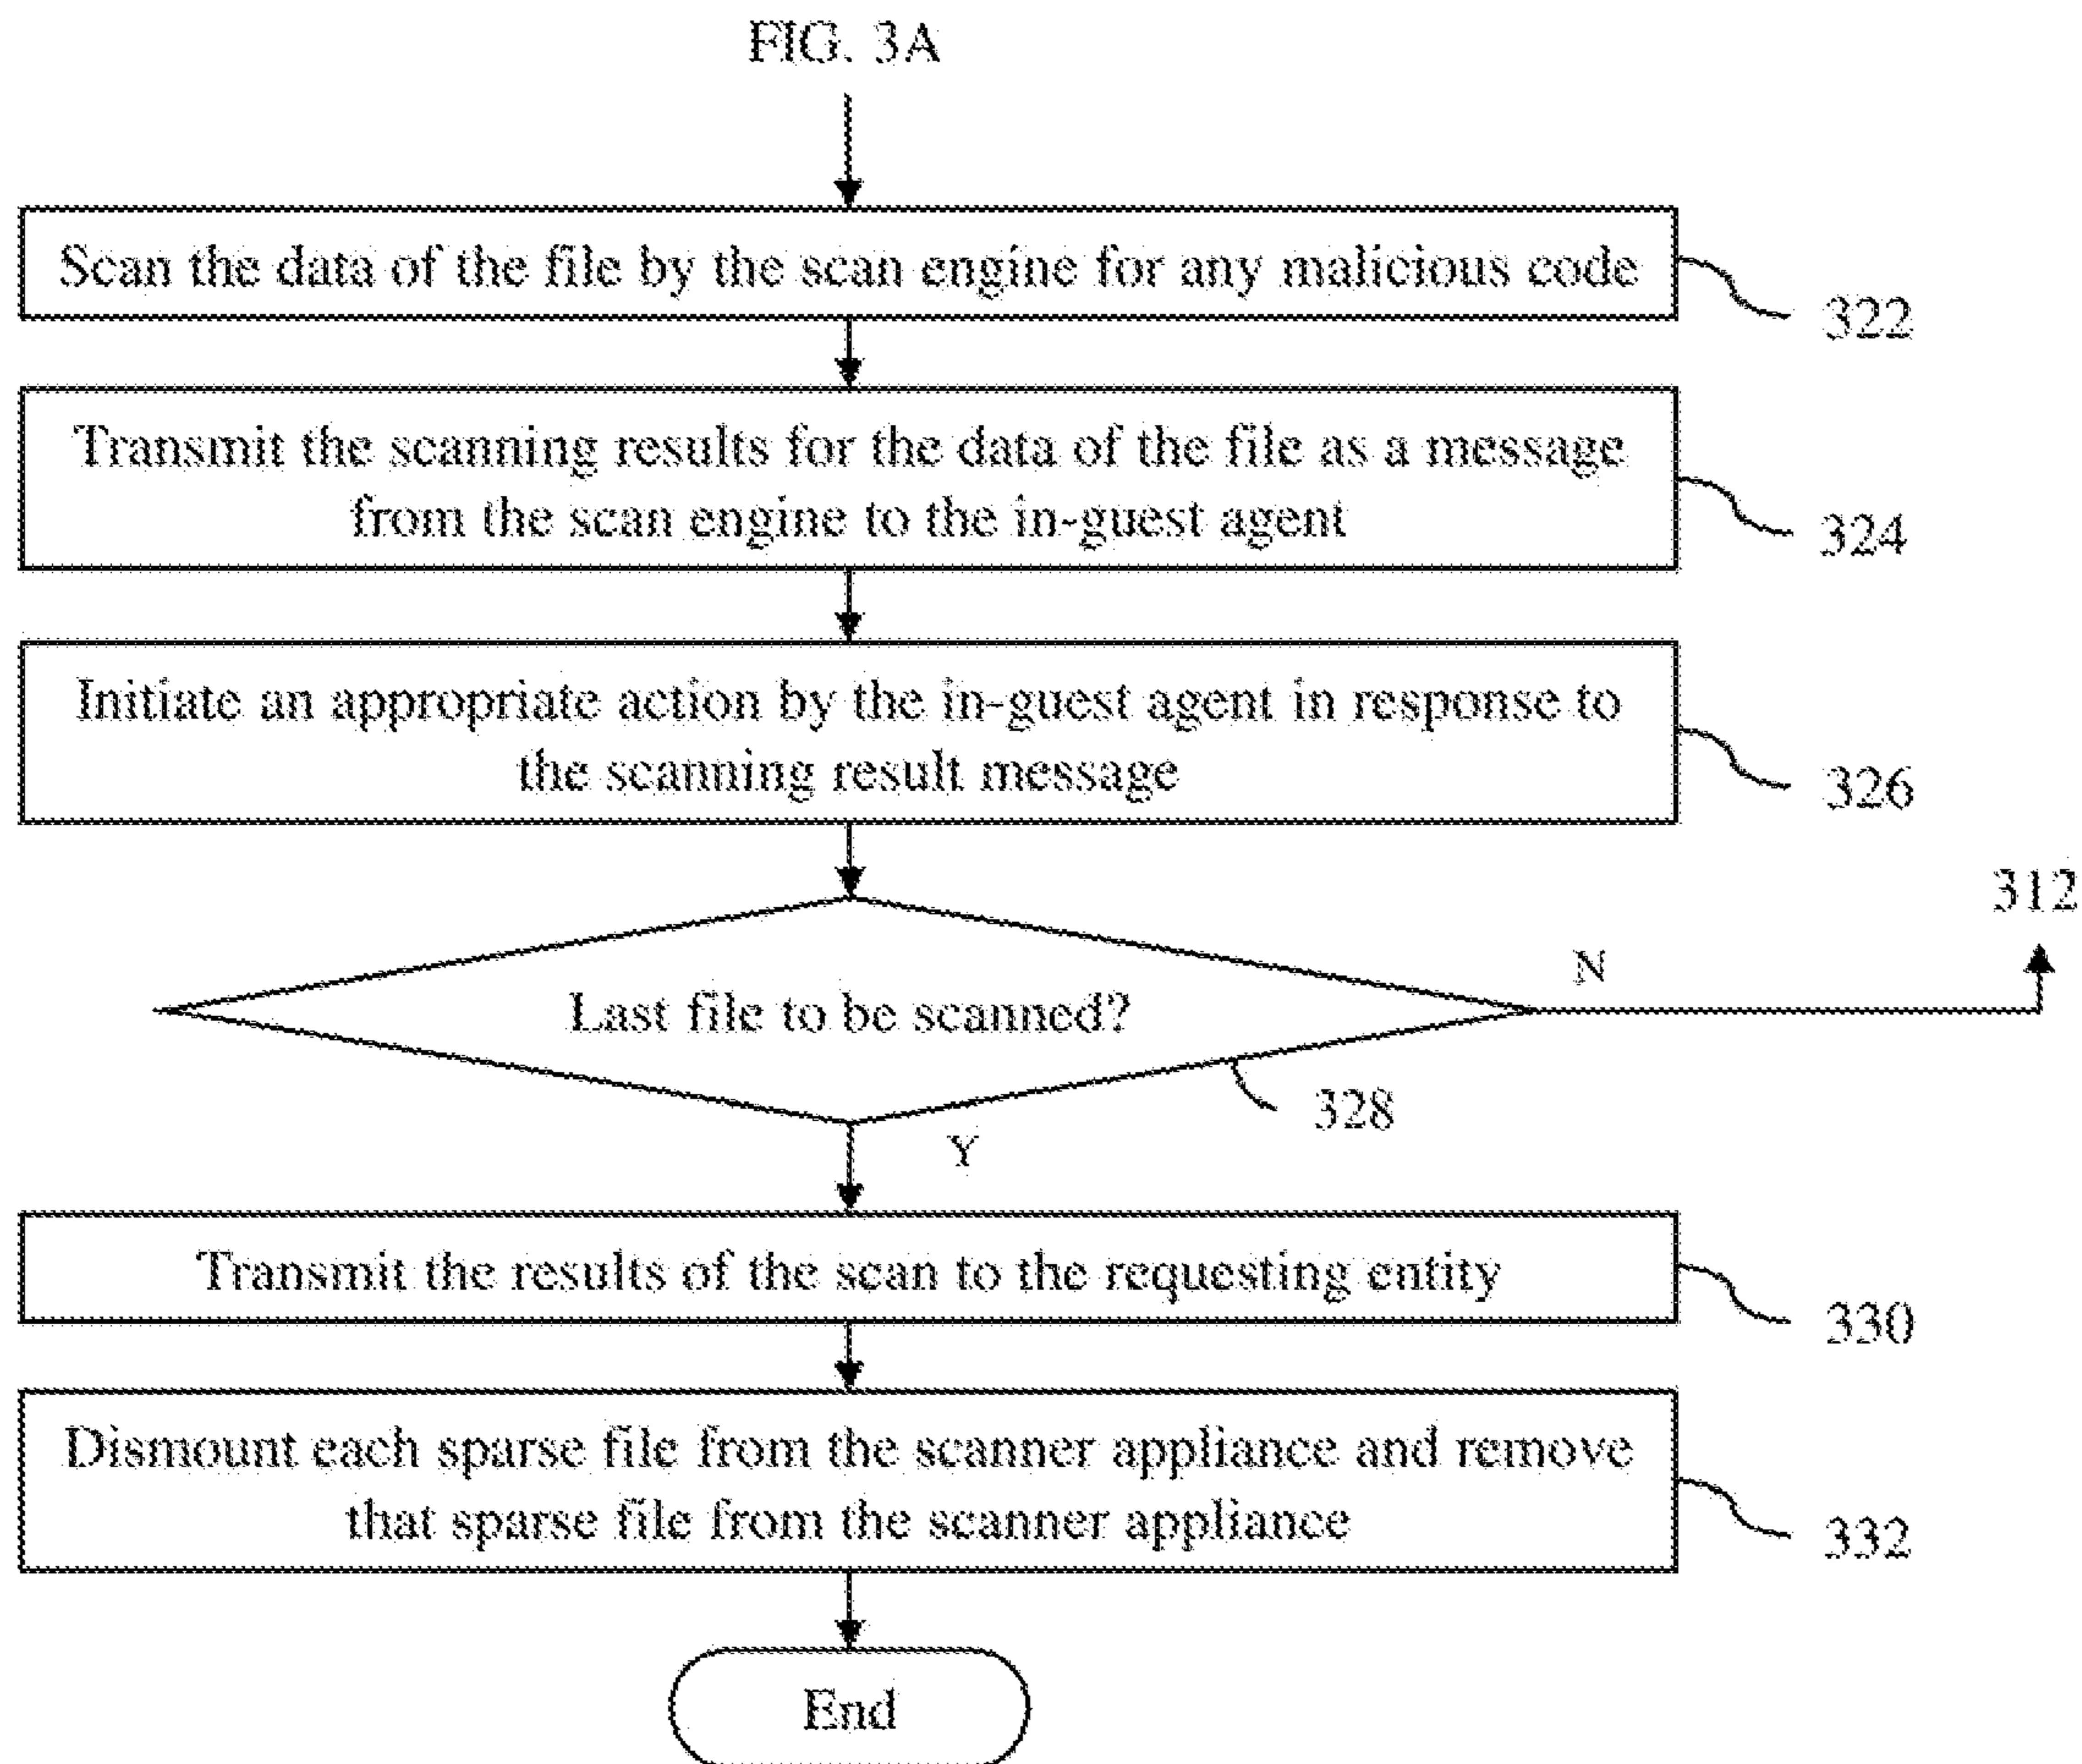 FIG. 3A
Scan the data of the file by the scan engine for any malicious code
322
Transmit the scanning results for the data of the file as a message
from the scan engine to the in-guest agent
324
Initiate an appropriate action by the in-guest agent in response to
the scanning result message
326
312
N
Last file to be scanned?
328
Y
Transmit the results of the scan to the requesting entity
330
Dismount each sparse file from the scanner appliance and remove
that sparse file from the scanner appliance
332
End